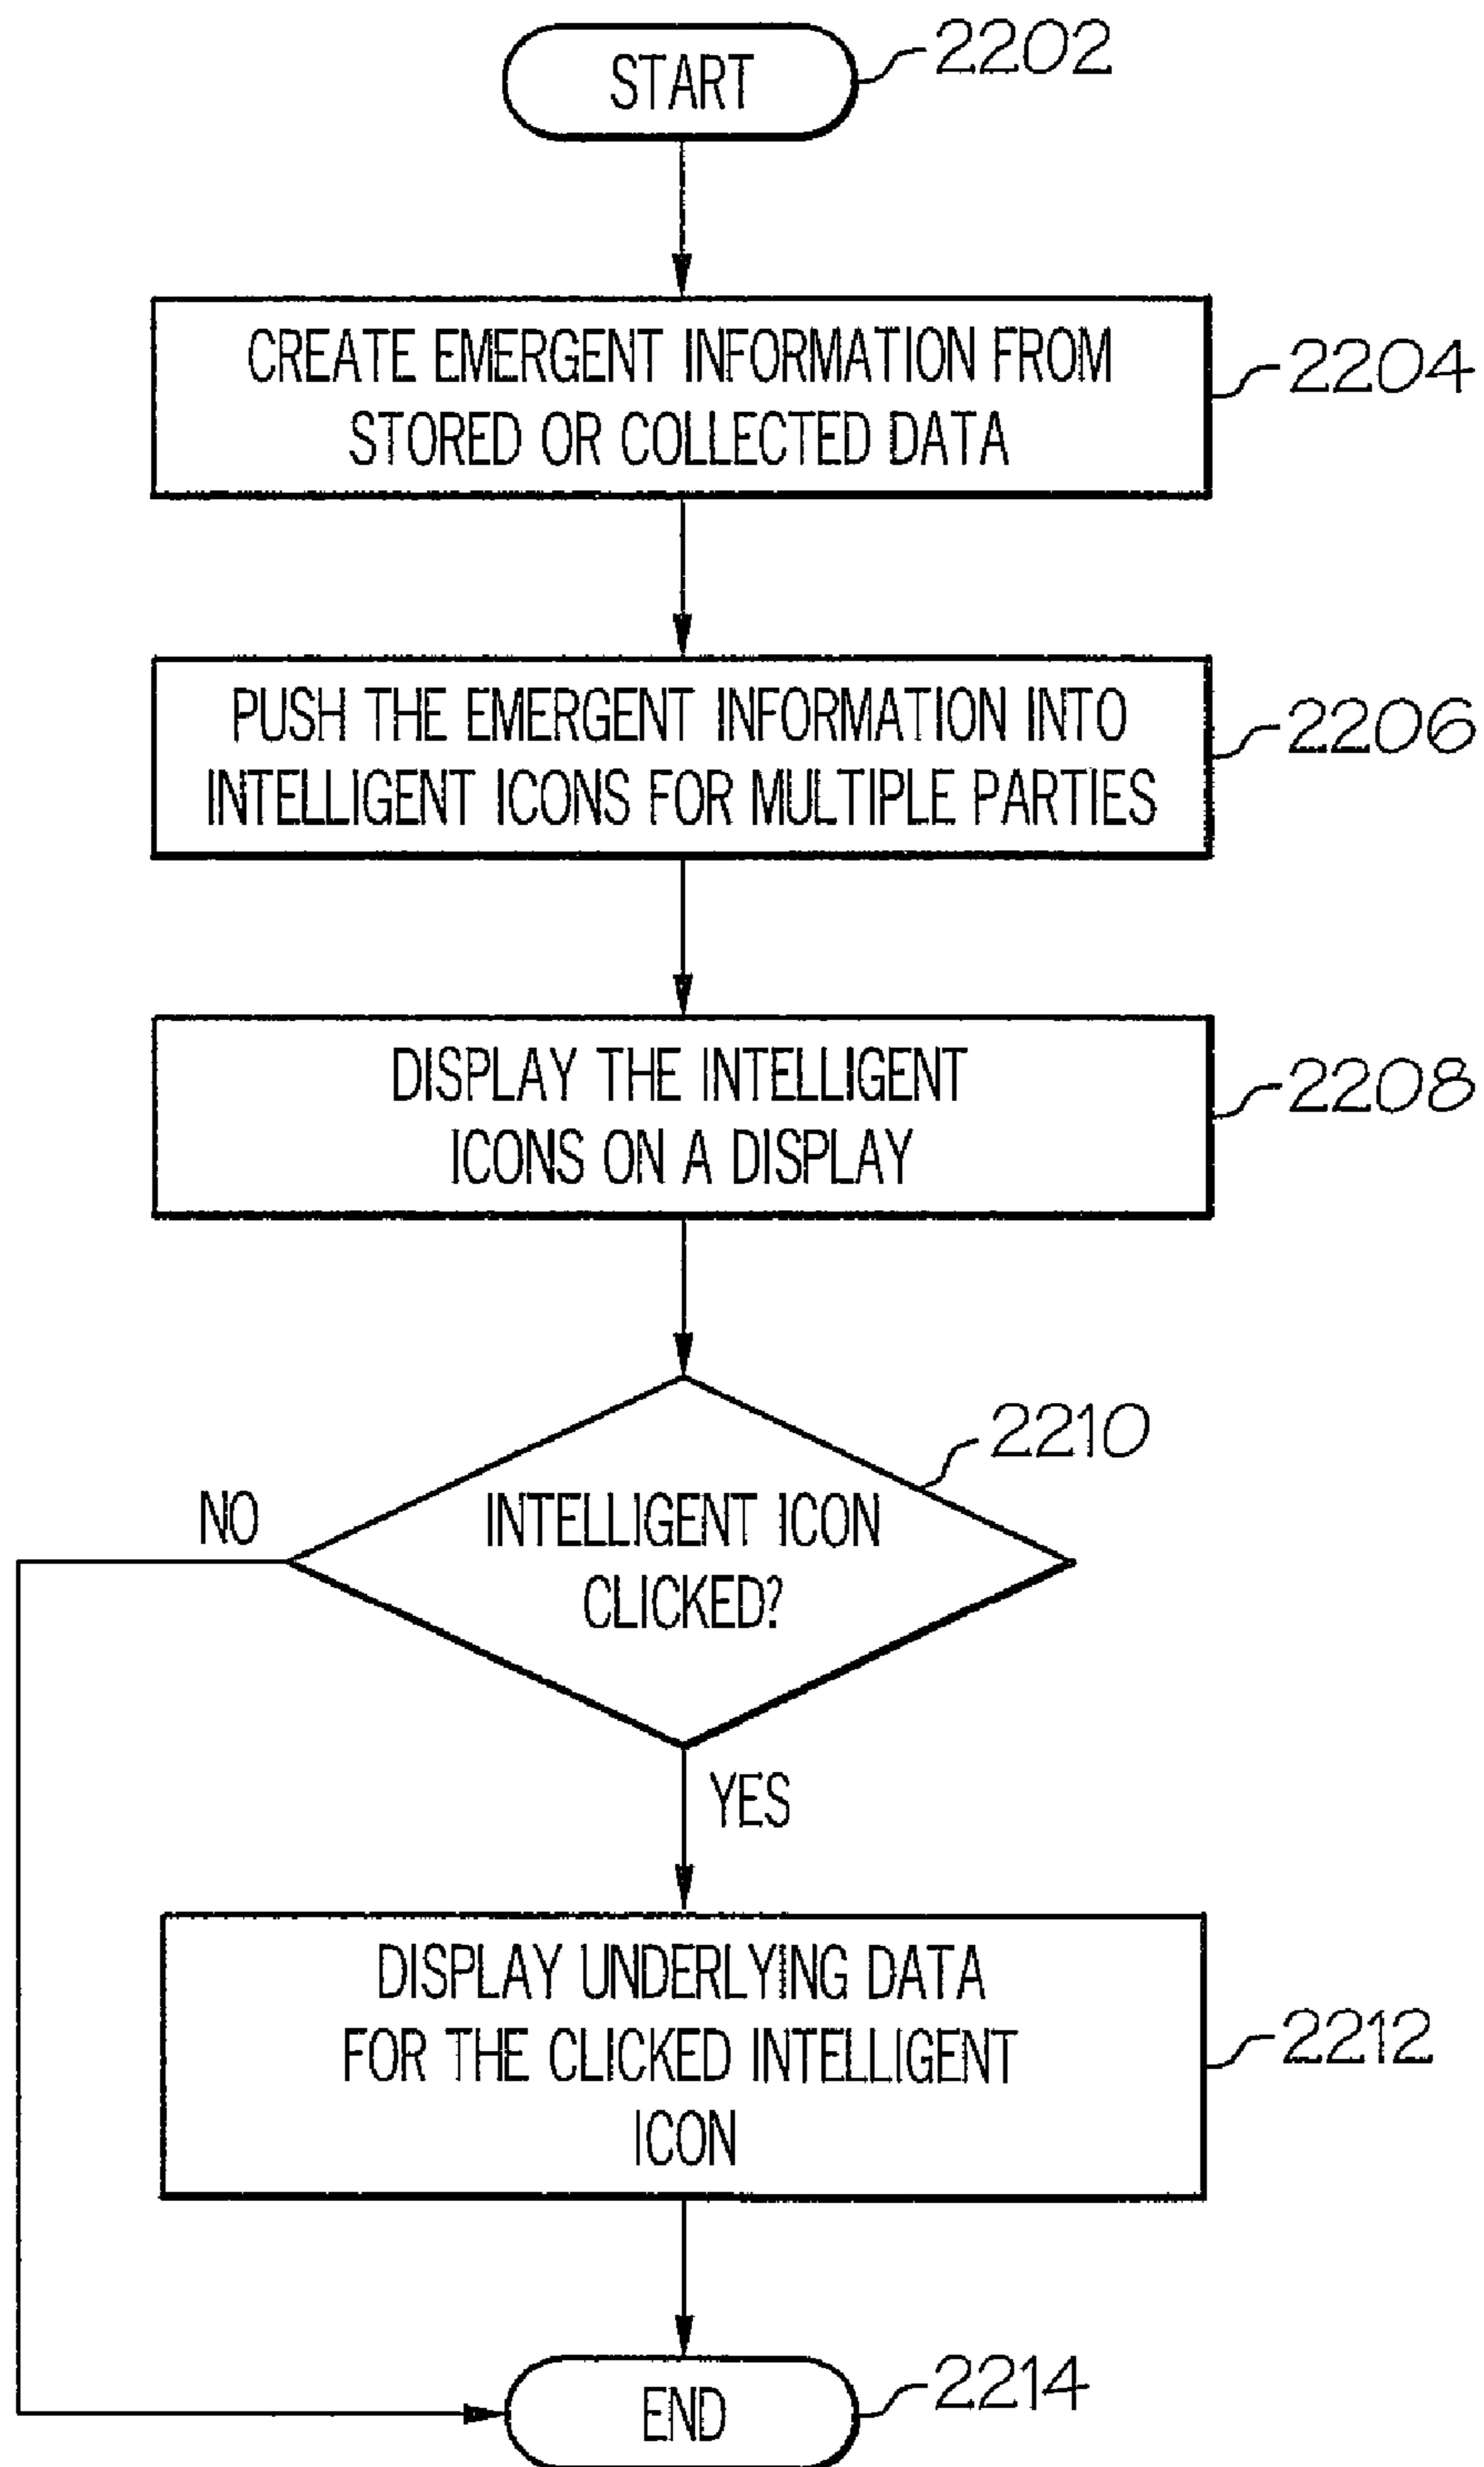 START
2202
CREATE EMERGENT INFORMATION FROM
STORED OR COLLECTED DATA
2204
PUSH THE EMERGENT INFORMATION INTO
INTELLIGENT ICONS FOR MULTIPLE PARTIES
2206
DISPLAY THE INTELLIGENT
ICONS ON A DISPLAY
2208
2210
NO
INTELLIGENT ICON
CLICKED?
YES
DISPLAY UNDERLYING DATA
FOR THE CLICKED INTELLIGENT
ICON
2212
END
2214